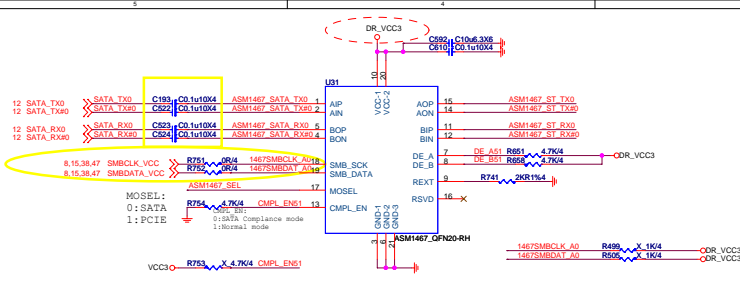 5
4
DR_VCC3
C592 C10u6.3X6
C610 C0.1u10X4
U31
10
20
VCC-1
VCC-2
12 SATA_TX0 SATA_TX0 C193 C0.1u10X4 ASM1467_SATA_TX0 1 AIP AOP 15 ASM1467_ST_TX0
12 SATA_TX#0 SATA_TX#0 C522 C0.1u10X4 ASM1467_SATA_TX#0 2 AIN AON 14 ASM1467_ST_TX#0
12 SATA_RX0 SATA_RX0 C523 C0.1u10X4 ASM1467_SATA_RX0 5 BOP BIP 11 ASM1467_ST_RX0
12 SATA_RX#0 SATA_RX#0 C524 C0.1u10X4 ASM1467_SATA_RX#0 4 BON BIN 12 ASM1467_ST_RX#0
DE_A 7 DE_A51 R651 4.7K/4 DR_VCC3
8,15,38,47 SMBCLK_VCC R751 0R/4 1467SMBCLK_A0 18 SMB_SCK DE_B 8 DE_B51 R656 4.7K/4
8,15,38,47 SMBDATA_VCC R752 0R/4 1467SMBDAT_A0 19 SMB_DATA
REXT 9 R741 2KR1%4
ASM1467_SEL 17 MOSEL
RSVD 16
MOSEL:
0:SATA
1:PCIE
R754 4.7K/4 CMPL_EN51 13 CMPL_EN
CMPL_EN:
0:SATA Compliance mode
1:Normal mode
GND-1
GND-2
GND-3
3
6
21
ASM1467_QFN20-RH
1467SMBCLK_A0 R499 X_1K/4 DR_VCC3
1467SMBDAT_A0 R505 X_1K/4 DR_VCC3
VCC3 R753 X_4.7K/4 CMPL_EN51